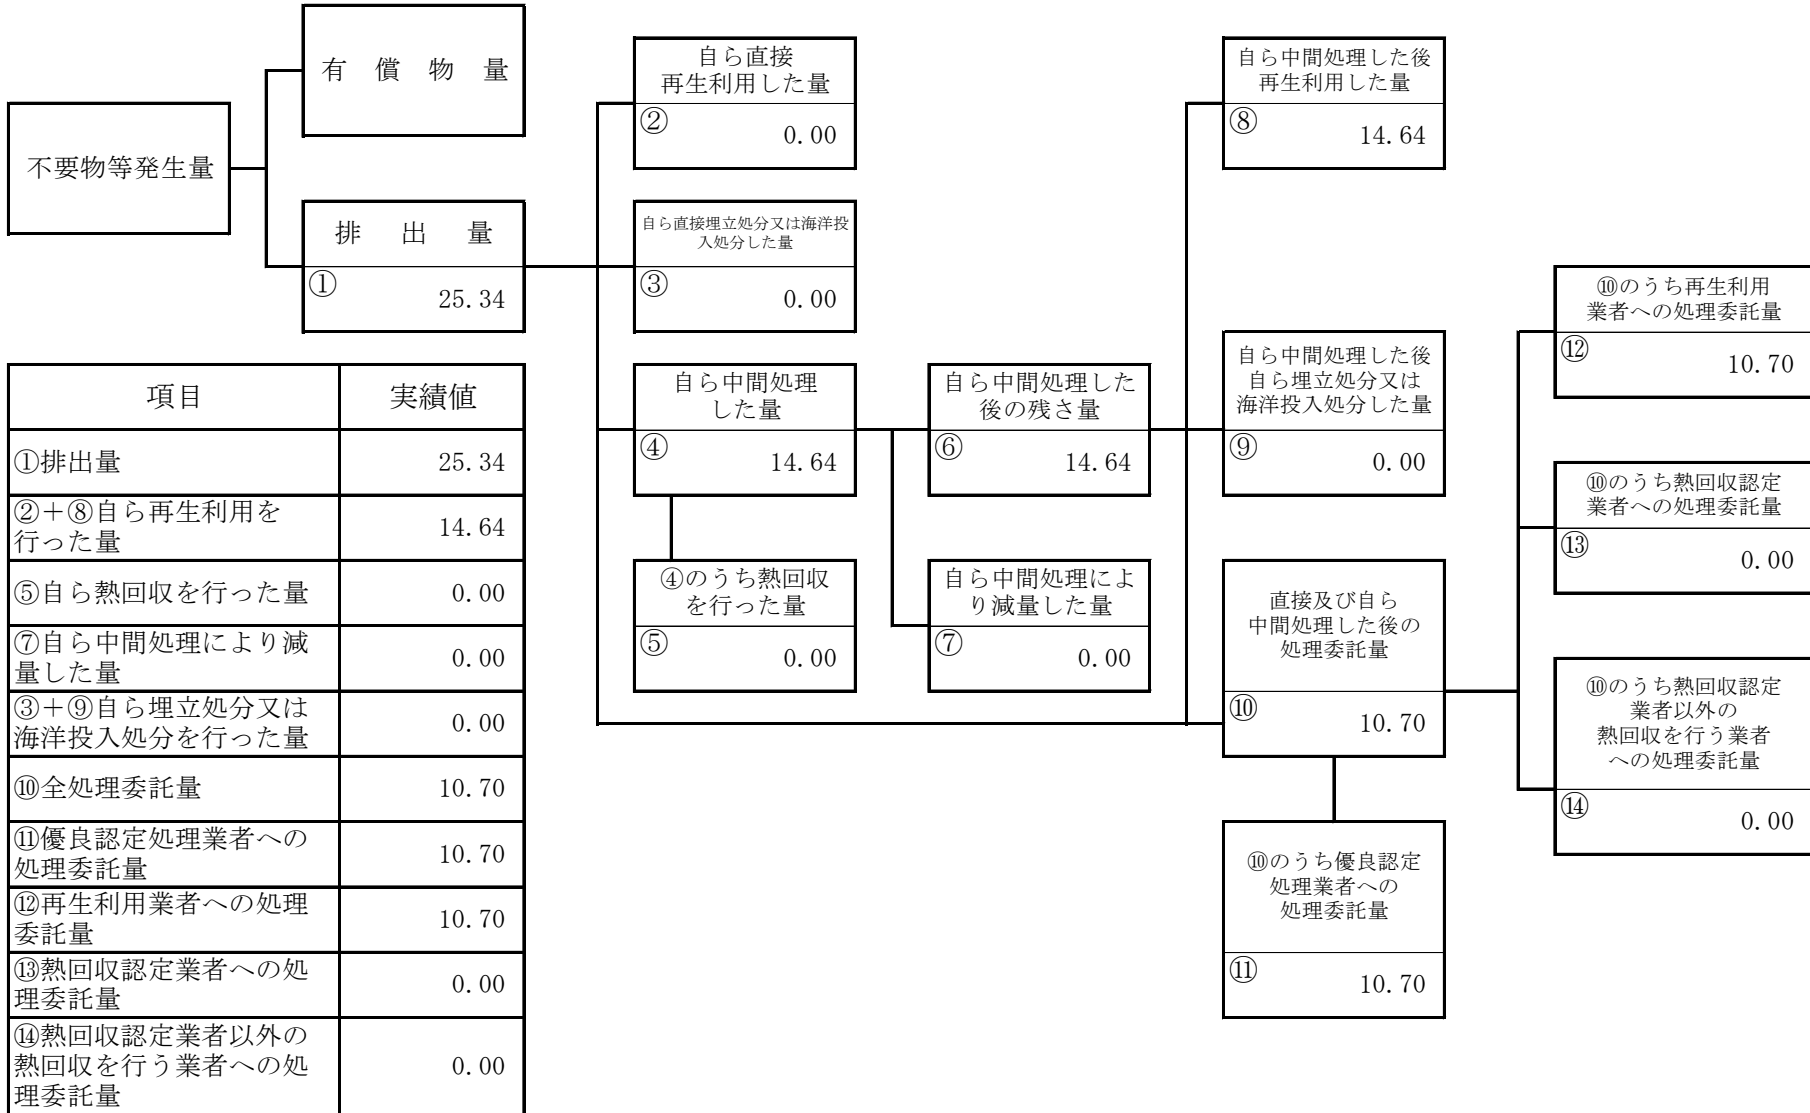 有　償　物　量
不要物等発生量
排　出　量
①
25.34
自ら直接
再生利用した量
②
0.00
自ら直接埋立処分又は海洋投
入処分した量
③
0.00
自ら中間処理
した量
④
14.64
④のうち熱回収
を行った量
⑤
0.00
自ら中間処理した
後の残さ量
⑥
14.64
自ら中間処理によ
り減量した量
⑦
0.00
自ら中間処理した後
再生利用した量
⑧
14.64
自ら中間処理した後
自ら埋立処分又は
海洋投入処分した量
⑨
0.00
直接及び自ら
中間処理した後の
処理委託量
⑩
10.70
⑩のうち優良認定
処理業者への
処理委託量
⑪
10.70
⑩のうち再生利用
業者への処理委託量
⑫
10.70
⑩のうち熱回収認定
業者への処理委託量
⑬
0.00
⑩のうち熱回収認定
業者以外の
熱回収を行う業者
への処理委託量
⑭
0.00
項目　実績値
①排出量　25.34
②＋⑧自ら再生利用を
行った量　14.64
⑤自ら熱回収を行った量　0.00
⑦自ら中間処理により減
量した量　0.00
③＋⑨自ら埋立処分又は
海洋投入処分を行った量　0.00
⑩全処理委託量　10.70
⑪優良認定処理業者への
処理委託量　10.70
⑫再生利用業者への処理
委託量　10.70
⑬熱回収認定業者への処
理委託量　0.00
⑭熱回収認定業者以外の
熱回収を行う業者への処
理委託量　0.00